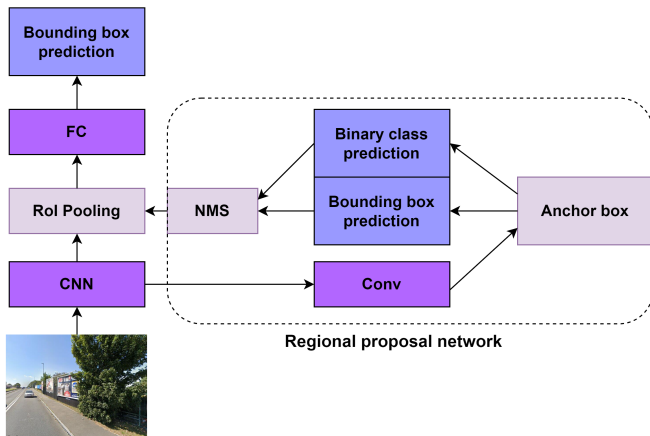 Bounding box
prediction
FC
RoI Pooling
CNN
NMS
Binary class
prediction
Bounding box
prediction
Anchor box
Conv
Regional proposal network